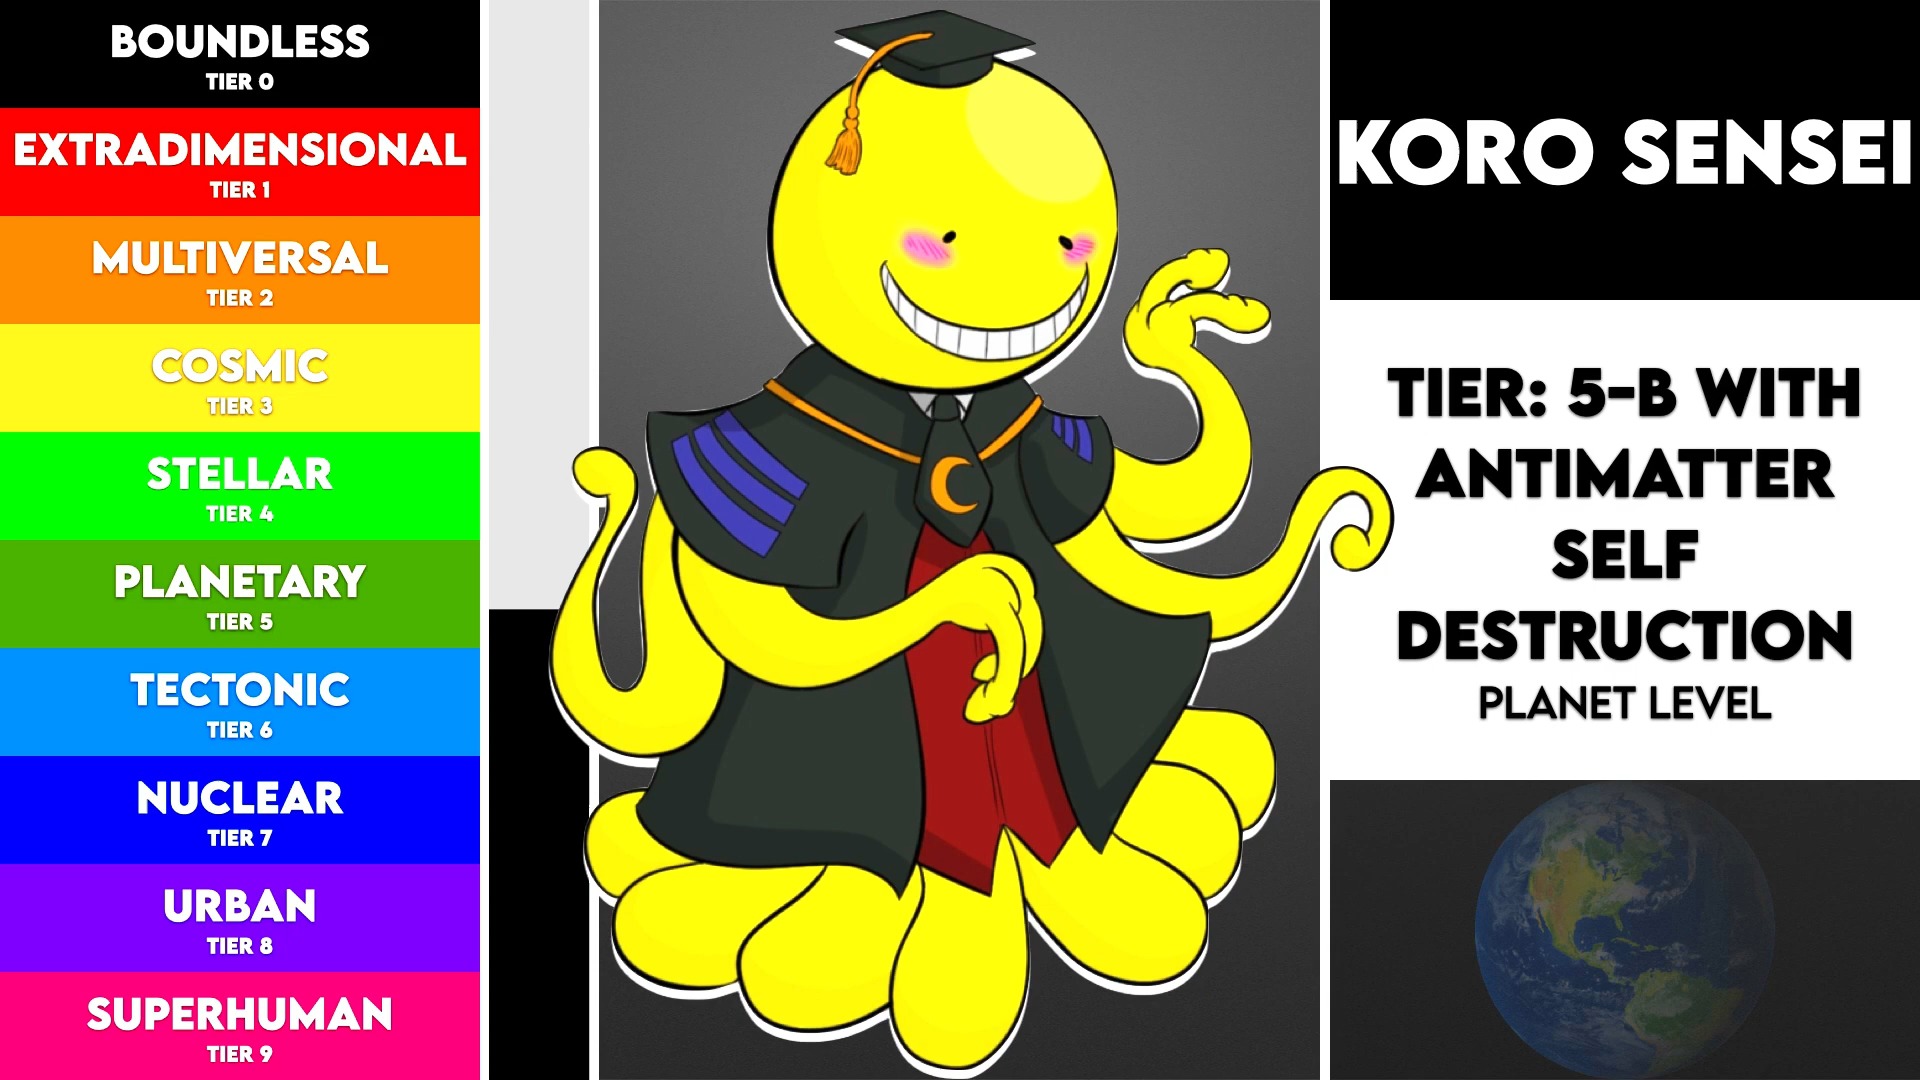 BOUNDLESS
TIER 0
EXTRADIMENSIONAL
TIER 1
MULTIVERSAL
TIER 2
COSMIC
TIER 3
STELLAR
TIER 4
PLANETARY
TIER 5
TECTONIC
TIER 6
NUCLEAR
TIER 7
URBAN
TIER 8
SUPERHUMAN
TIER 9
KORO SENSEI
TIER: 5-B WITH
ANTIMATTER
SELF
DESTRUCTION
PLANET LEVEL